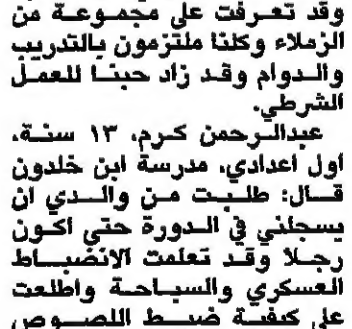 وقد تعرفت على مجموعة من
الزملاء وكلنا ملتزمون بالتدريب
والدوام وقد زاد حبنا للعمل
الشرطي.
عبدالرحمن كرم، ١٣ سنة،
أول اعدادي، مدرسة ابن خلدون
قال: طلبت من والدي ان
يسجلني في الدورة حتى اكون
رجلا وقد تعلمت الانضباط
العسكري والسباحة واطلعت
على كيفية ضبط اللصوص